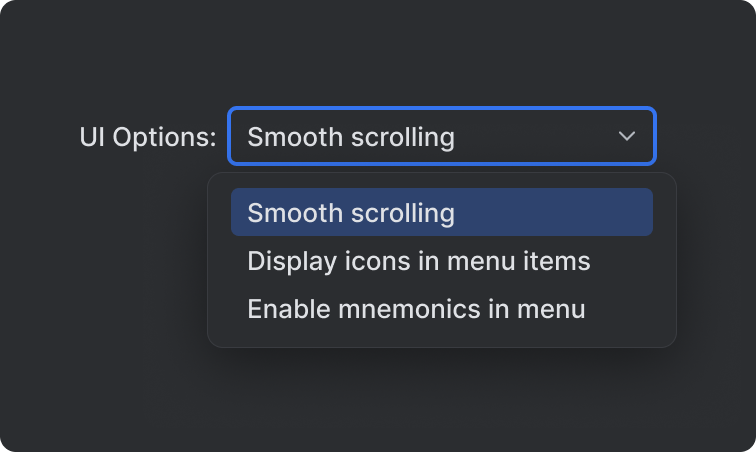 UI Options: Smooth scrolling
Smooth scrolling
Display icons in menu items
Enable mnemonics in menu